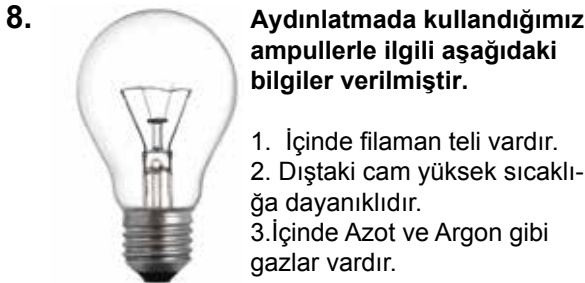 8.
Aydınlatmada kullandığımız
ampullerle ilgili aşağıdaki
bilgiler verilmiştir.
1. İçinde filaman teli vardır.
2. Dıştaki cam yüksek sıcaklı-
ğa dayanıklıdır.
3.İçinde Azot ve Argon gibi
gazlar vardır.